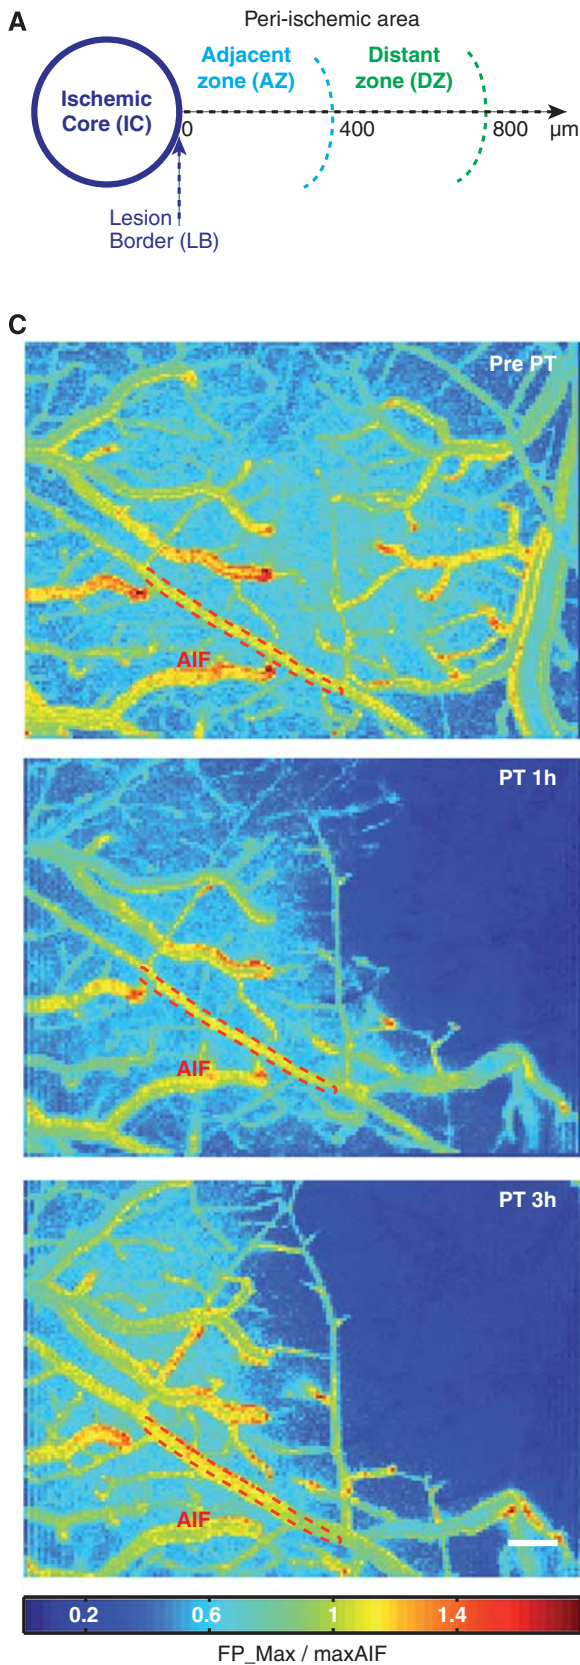 A
Peri-ischemic area
Adjacent
zone (AZ)
Distant
zone (DZ)
Ischemic
Core (IC)
0
400
800
µm
Lesion
Border (LB)
C
Pre PT
AIF
PT 1h
AIF
PT 3h
AIF
0.2
0.6
1
1.4
FP_Max / maxAIF